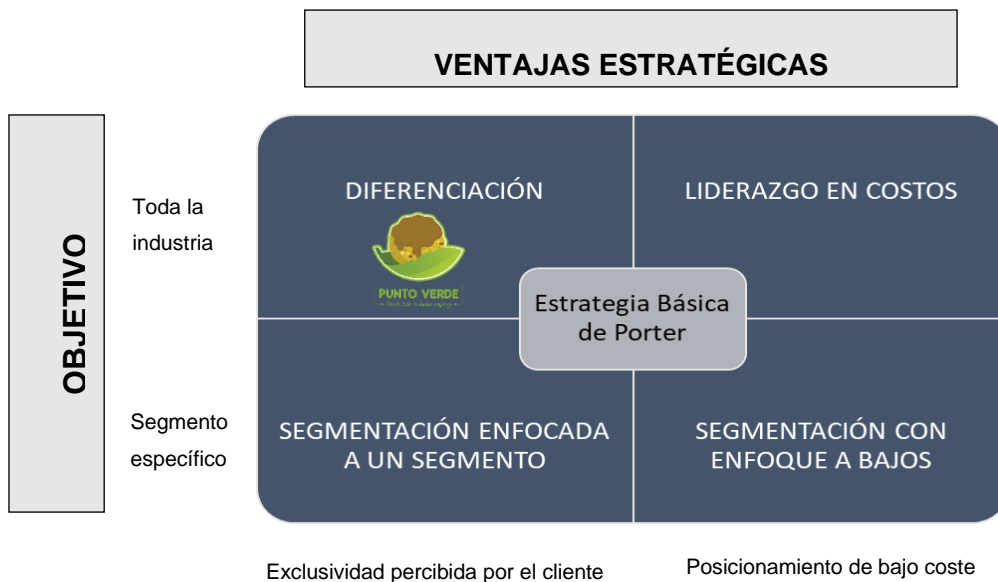 VENTAJAS ESTRATÉGICAS
OBJETIVO
Toda la
industria
Segmento
específico
DIFERENCIACIÓN
PUNTO VERDE
LIDERAZGO EN COSTOS
Estrategia Básica
de Porter
SEGMENTACIÓN ENFOCADA
A UN SEGMENTO
SEGMENTACIÓN CON
ENFOQUE A BAJOS
Exclusividad percibida por el cliente
Posicionamiento de bajo coste